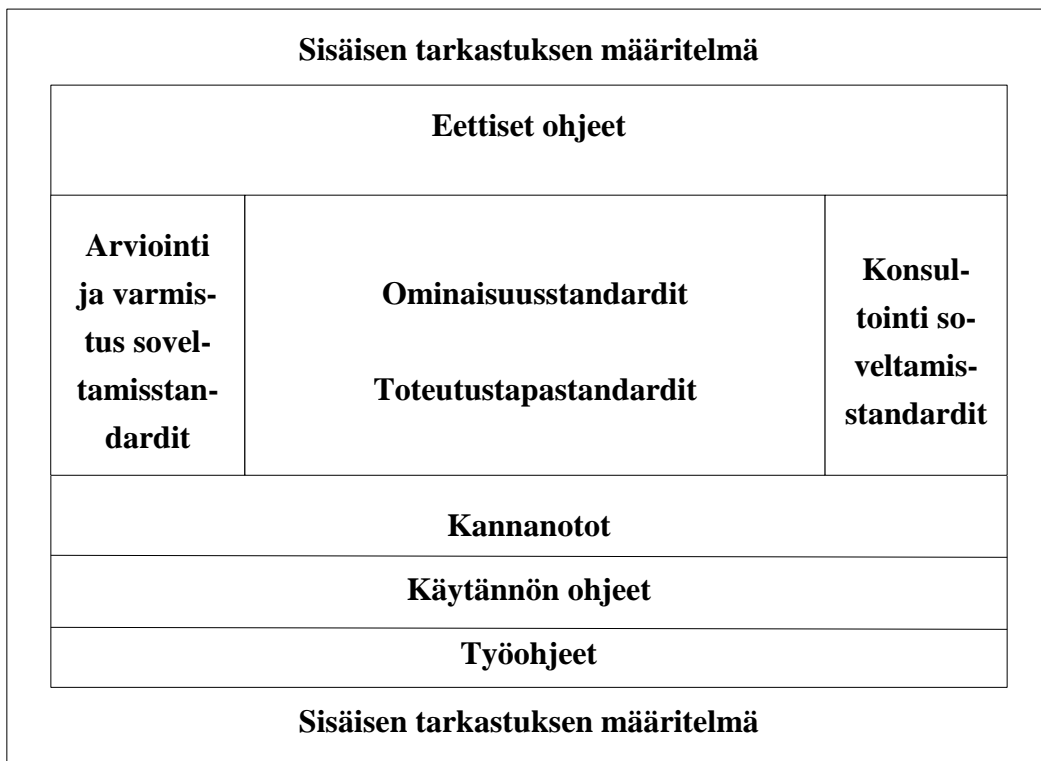 Sisäisen tarkastuksen määritelmä
Eettiset ohjeet
Arviointi
ja varmis-
tus sovel-
tamisstan-
dardit
Ominaisuusstandardit
Toteutustapastandardit
Konsul-
tointi so-
veltamis-
standardit
Kannanotot
Käytännön ohjeet
Työohjeet
Sisäisen tarkastuksen määritelmä